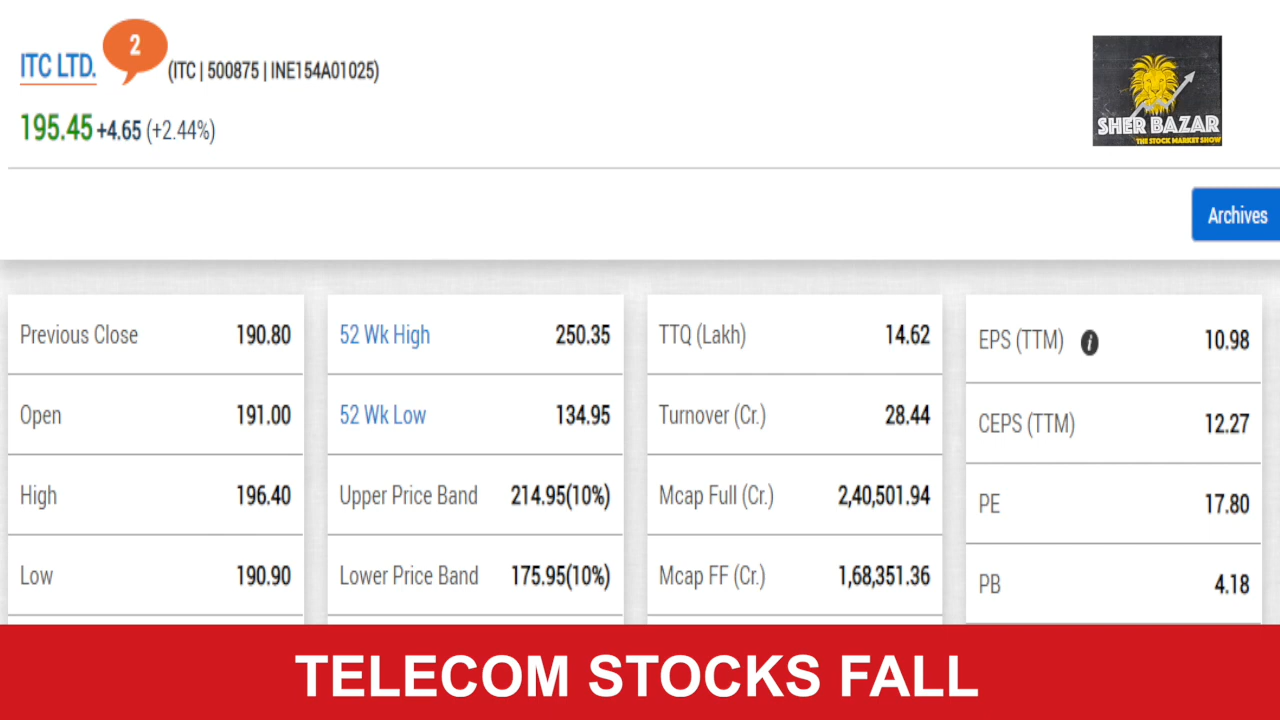 ITC LTD.
2
(ITC | 500875 | INE154A01025)
195.45 +4.65 (+2.44%)
SHER BAZAR
THE STOCK MARKET SHOW
Archives
Previous Close 190.80
Open 191.00
High 196.40
Low 190.90
52 Wk High 250.35
52 Wk Low 134.95
Upper Price Band 214.95(10%)
Lower Price Band 175.95(10%)
TTQ (Lakh) 14.62
Turnover (Cr.) 28.44
Mcap Full (Cr.) 2,40,501.94
Mcap FF (Cr.) 1,68,351.36
EPS (TTM) i 10.98
CEPS (TTM) 12.27
PE 17.80
PB 4.18
TELECOM STOCKS FALL